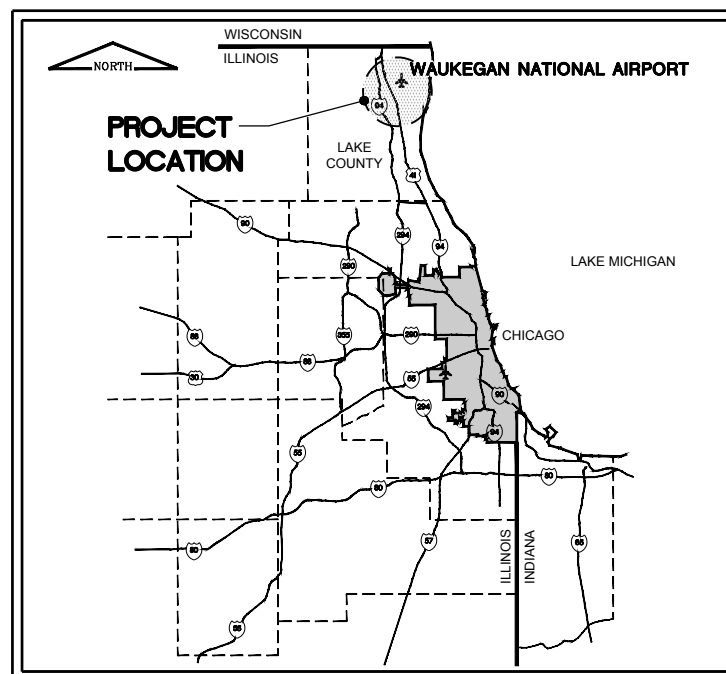 WISCONSIN
ILLINOIS
NORTH
WAUKEGAN NATIONAL AIRPORT
94
PROJECT
LOCATION
LAKE
COUNTY
41
90
294
94
290
LAKE MICHIGAN
355
290
CHICAGO
88
88
30
55
90
294
94
55
80
80
57
65
80
ILLINOIS
INDIANA
55